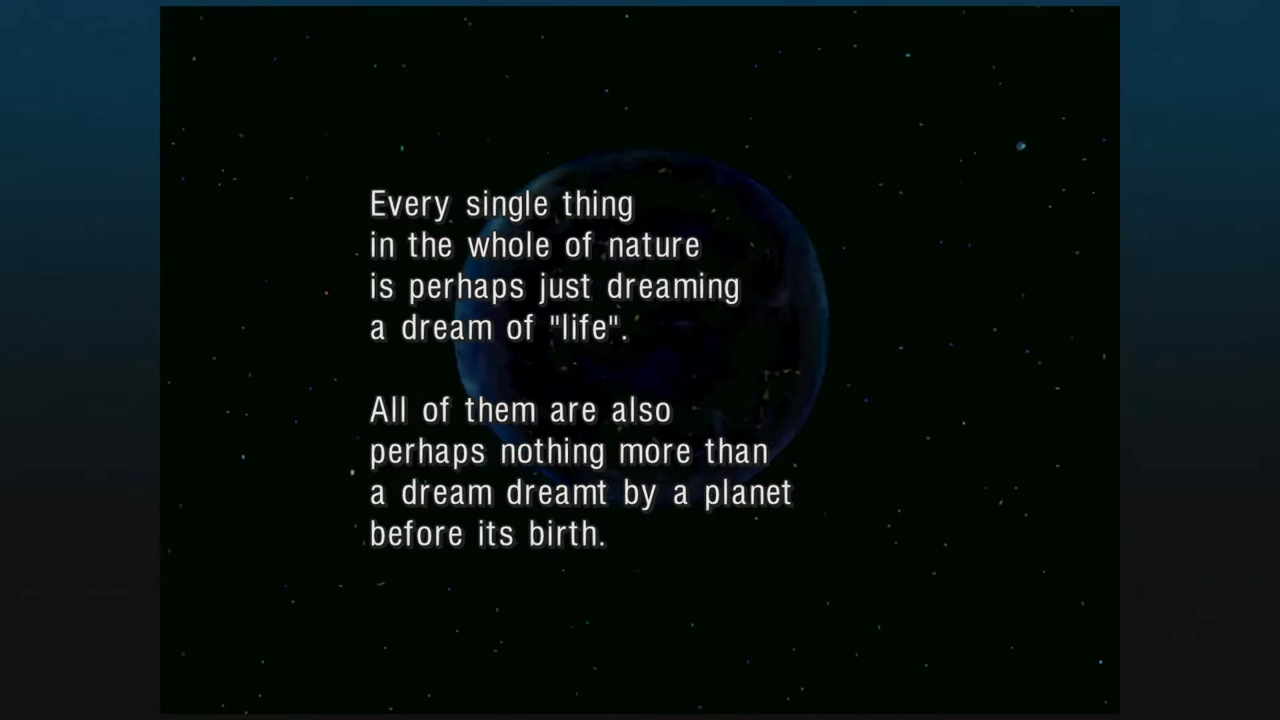 Every single thing
in the whole of nature
is perhaps just dreaming
a dream of "life".
All of them are also
perhaps nothing more than
a dream dreamt by a planet
before its birth.